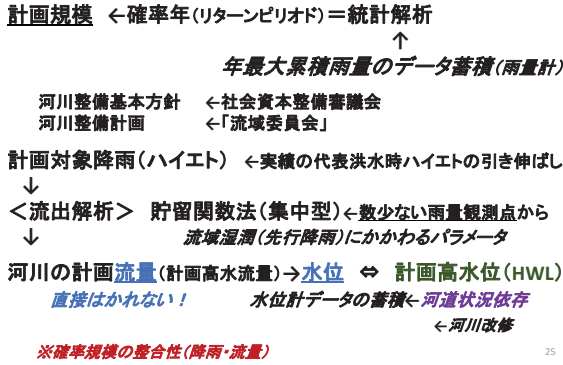 計画規模 ←確率年(リターンピリオド)=統計解析
↑
年最大累積雨量のデータ蓄積(雨量計)
河川整備基本方針 ←社会資本整備審議会
河川整備計画 ←「流域委員会」
計画対象降雨(ハイエト) ←実績の代表洪水時ハイエトの引き伸ばし
↓
<流出解析> 貯留関数法(集中型)←数少ない雨量観測点から
↓ 流域湿潤(先行降雨)にかかわるパラメータ
河川の計画流量(計画高水流量)→水位 ⇔ 計画高水位(HWL)
直接はかれない! 水位計データの蓄積←河道状況依存
←河川改修
※確率規模の整合性(降雨・流量)
25